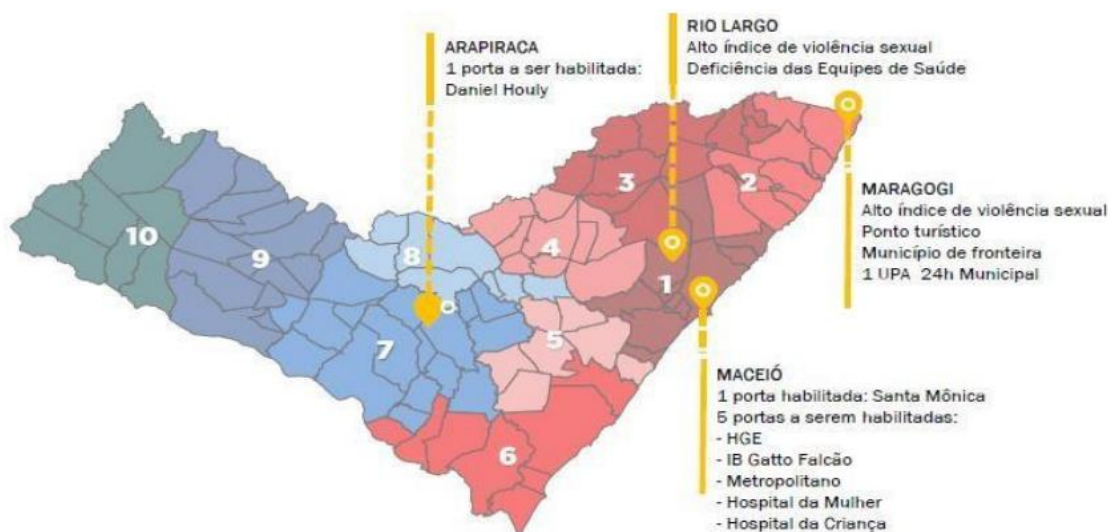 ARAPIRACA
1 porta a ser habilitada:
Daniel Houly
RIO LARGO
Alto índice de violência sexual
Deficiência das Equipes de Saúde
MARAGOGI
Alto índice de violência sexual
Ponto turístico
Município de fronteira
1 UPA 24h Municipal
MACEIÓ
1 porta habilitada: Santa Mônica
5 portas a serem habilitadas:
- HGE
- IB Gatto Falcão
- Metropolitano
- Hospital da Mulher
- Hospital da Criança
10
9
8
7
6
5
4
3
2
1